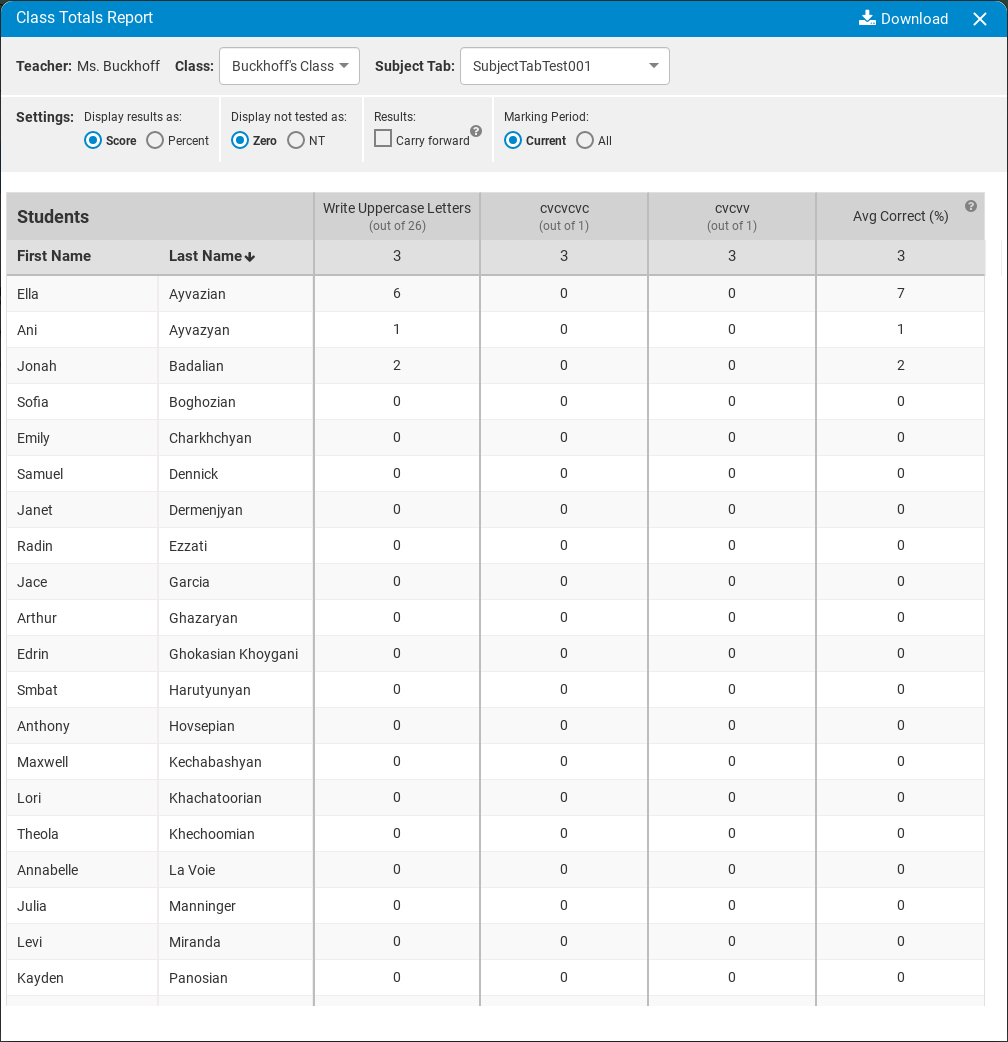 Class Totals Report Download
Teacher: Ms. Buckhoff Class: Buckhoff's Class Subject Tab: SubjectTabTest001
Settings: Display results as: Display not tested as: Results: Marking Period:
Score Percent Zero NT Carry forward ? Current All
Students Write Uppercase Letters (out of 26) cvcvcvc (out of 1) cvcvv (out of 1) Avg Correct (%) ?
First Name Last Name 3 3 3 3
Ella Ayvazian 6 0 0 7
Ani Ayvazyan 1 0 0 1
Jonah Badalian 2 0 0 2
Sofia Boghozian 0 0 0 0
Emily Charkhchyan 0 0 0 0
Samuel Dennick 0 0 0 0
Janet Dermenjyan 0 0 0 0
Radin Ezzati 0 0 0 0
Jace Garcia 0 0 0 0
Arthur Ghazaryan 0 0 0 0
Edrin Ghokasian Khoygani 0 0 0 0
Smbat Harutyunyan 0 0 0 0
Anthony Hovsepian 0 0 0 0
Maxwell Kechabashyan 0 0 0 0
Lori Khachatoorian 0 0 0 0
Theola Khechoomian 0 0 0 0
Annabelle La Voie 0 0 0 0
Julia Manninger 0 0 0 0
Levi Miranda 0 0 0 0
Kayden Panosian 0 0 0 0